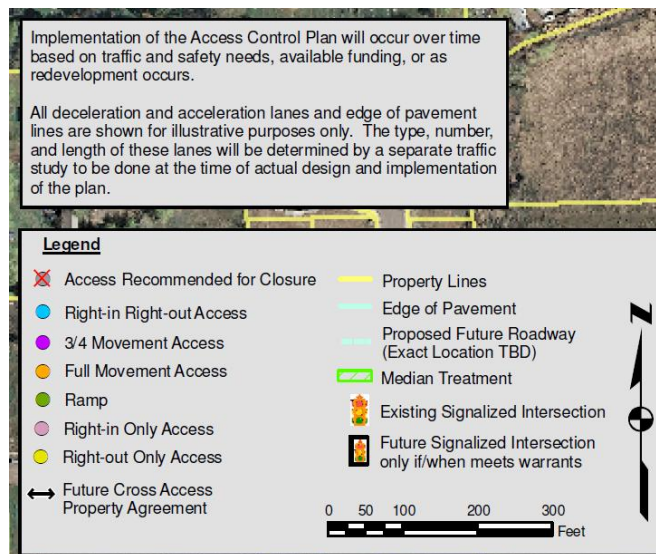 Implementation of the Access Control Plan will occur over time
based on traffic and safety needs, available funding, or as
redevelopment occurs.
All deceleration and acceleration lanes and edge of pavement
lines are shown for illustrative purposes only. The type, number,
and length of these lanes will be determined by a separate traffic
study to be done at the time of actual design and implementation
of the plan.
Legend
Access Recommended for Closure
Right-in Right-out Access
3/4 Movement Access
Full Movement Access
Ramp
Right-in Only Access
Right-out Only Access
Future Cross Access
Property Agreement
Property Lines
Edge of Pavement
Proposed Future Roadway
(Exact Location TBD)
Median Treatment
Existing Signalized Intersection
Future Signalized Intersection
only if/when meets warrants
N
0 50 100 200 300
Feet